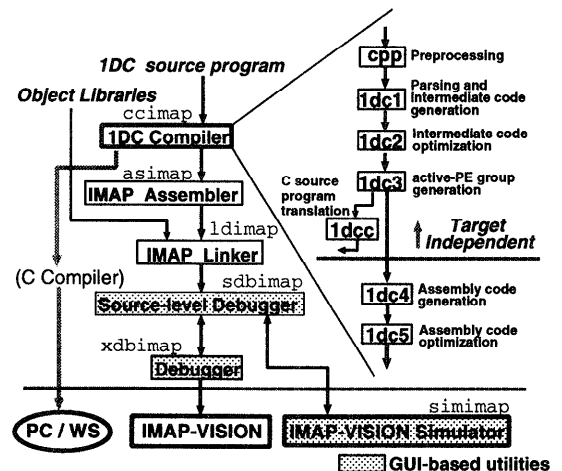 1DC source program
Object Libraries
ccimap
1DC Compiler
asimap
IMAP Assembler
ldimap
IMAP Linker
(C Compiler)
sdbimap
Source-level Debugger
xdbimap
Debugger
simimap
PC / WS
IMAP-VISION
IMAP-VISION Simulator
GUI-based utilities
cpp
Preprocessing
1dc1
Parsing and
Intermediate code
generation
1dc2
Intermediate code
optimization
1dc3
active-PE group
generation
C source
program
translation
1dcc
Target
Independent
1dc4
Assembly code
generation
1dc5
Assembly code
optimization